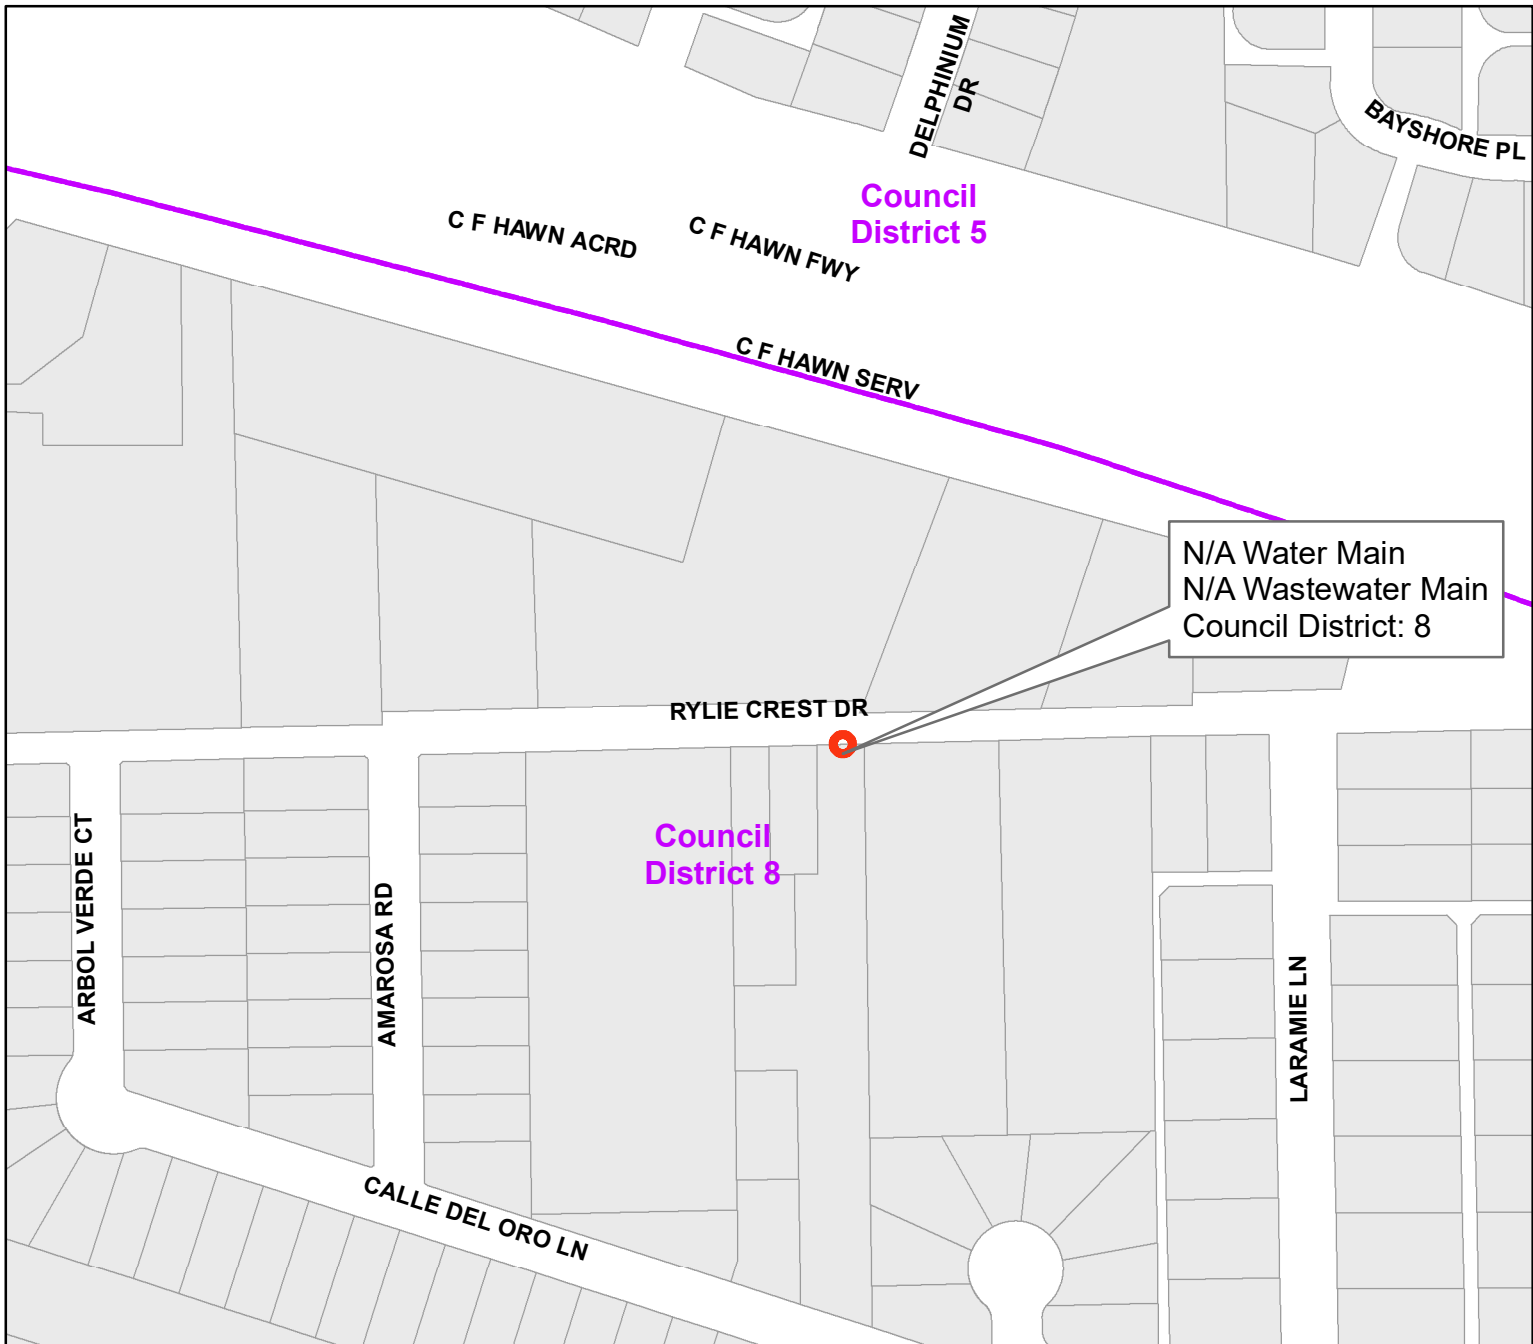 DELPHINIUM
DR
BAYSHORE PL
Council
District 5
C F HAWN ACRD
C F HAWN FWY
C F HAWN SERV
N/A Water Main
N/A Wastewater Main
Council District: 8
RYLIE CREST DR
Council
District 8
ARBOL VERDE CT
AMAROSA RD
LARAMIE LN
CALLE DEL ORO LN